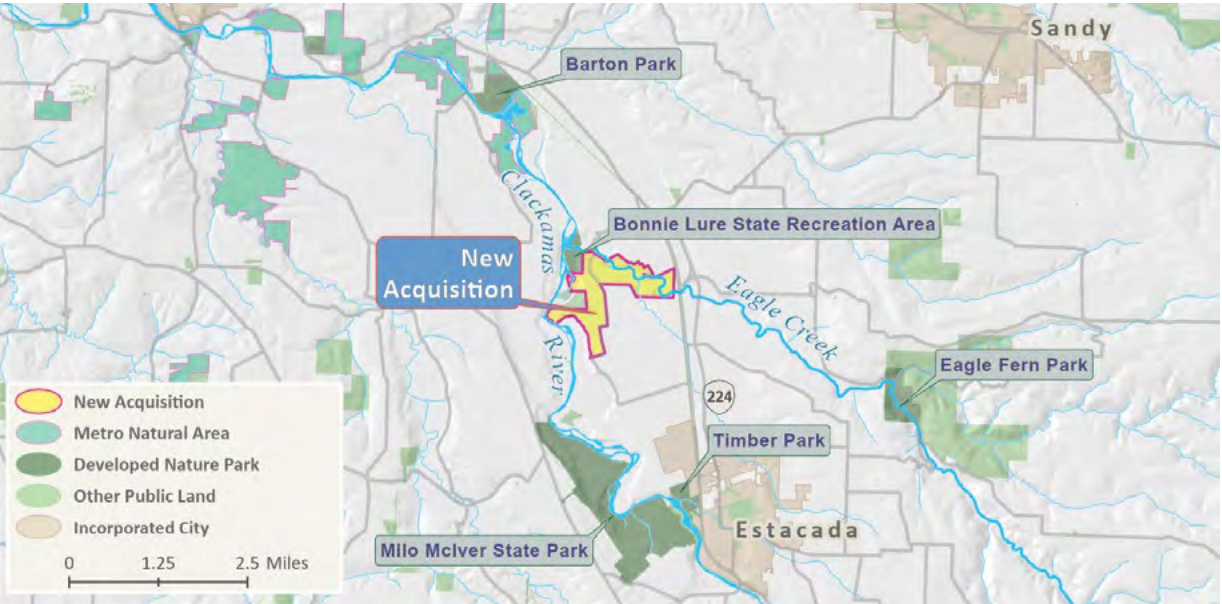 Sandy
Barton Park
Clackamas
Bonnie Lure State Recreation Area
New
Acquisition
Eagle Creek
River
Eagle Fern Park
224
Timber Park
Estacada
Milo McIver State Park
New Acquisition
Metro Natural Area
Developed Nature Park
Other Public Land
Incorporated City
0 1.25 2.5 Miles